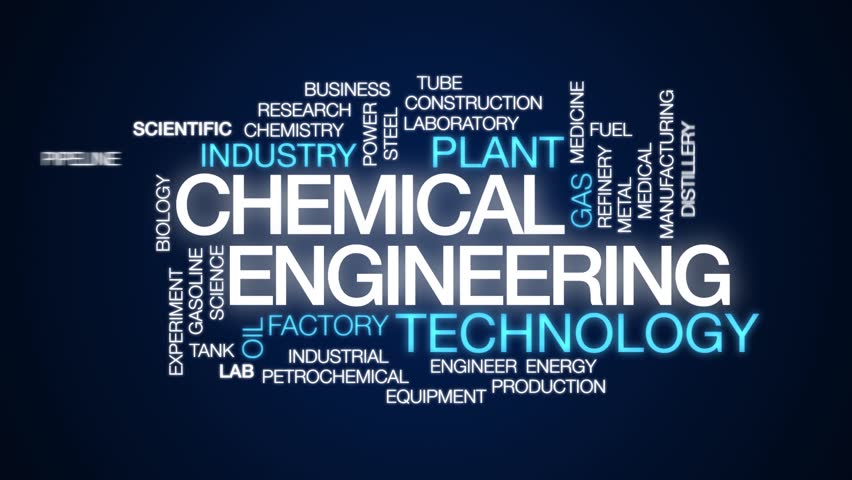 BUSINESS
TUBE
RESEARCH
CONSTRUCTION
SCIENTIFIC
CHEMISTRY
POWER
STEEL
LABORATORY
MEDICINE
FUEL
PIPELINE
INDUSTRY
PLANT
GAS
REFINERY
METAL
MEDICAL
MANUFACTURING
DISTILLERY
BIOLOGY
CHEMICAL
ENGINEERING
EXPERIMENT
GASOLINE
SCIENCE
OIL
FACTORY
TECHNOLOGY
TANK
LAB
INDUSTRIAL
PETROCHEMICAL
ENGINEER
ENERGY
EQUIPMENT
PRODUCTION